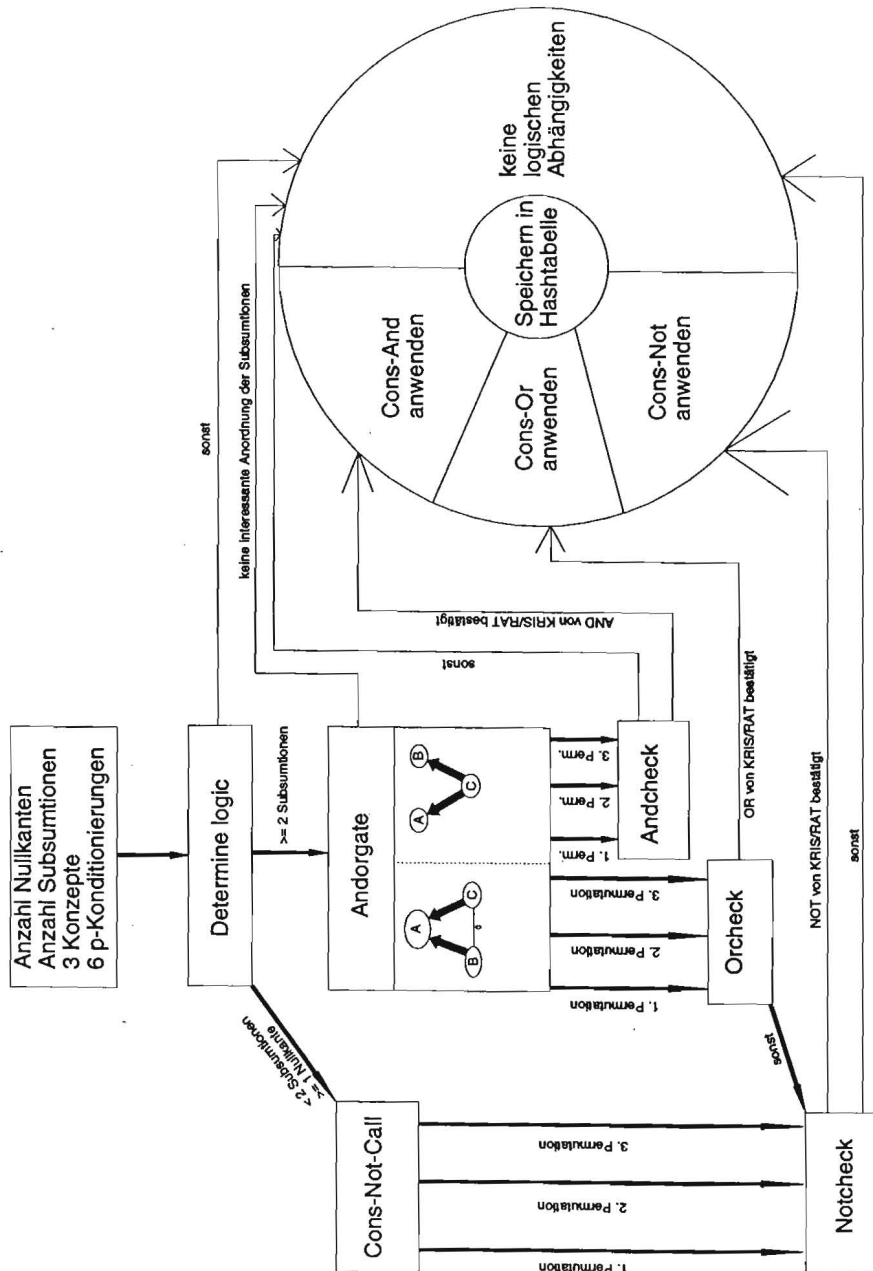 Anzahl Nullkanten
Anzahl Subsumtionen
3 Konzepte
6 p-Konditionierungen
Determine logic
sonst
< 2 Subsumtionen
>= 1 Nullkante
>= 2 Subsumtionen
Cons-Not-Call
Andorgate
keine interessante Anordnung der Subsumtionen
A
B
C
A
B
C
1. Permutation
2. Permutation
3. Permutation
1. Perm.
2. Perm.
3. Perm.
Andcheck
sonst
AND von KRIS/RAT bestätigt
Orcheck
OR von KRIS/RAT bestätigt
sonst
1. Permutation
2. Permutation
3. Permutation
Notcheck
NOT von KRIS/RAT bestätigt
sonst
Cons-And
anwenden
Cons-Or
anwenden
Cons-Not
anwenden
Speichern in
Hashtabelle
keine
logischen
Abhängigkeiten